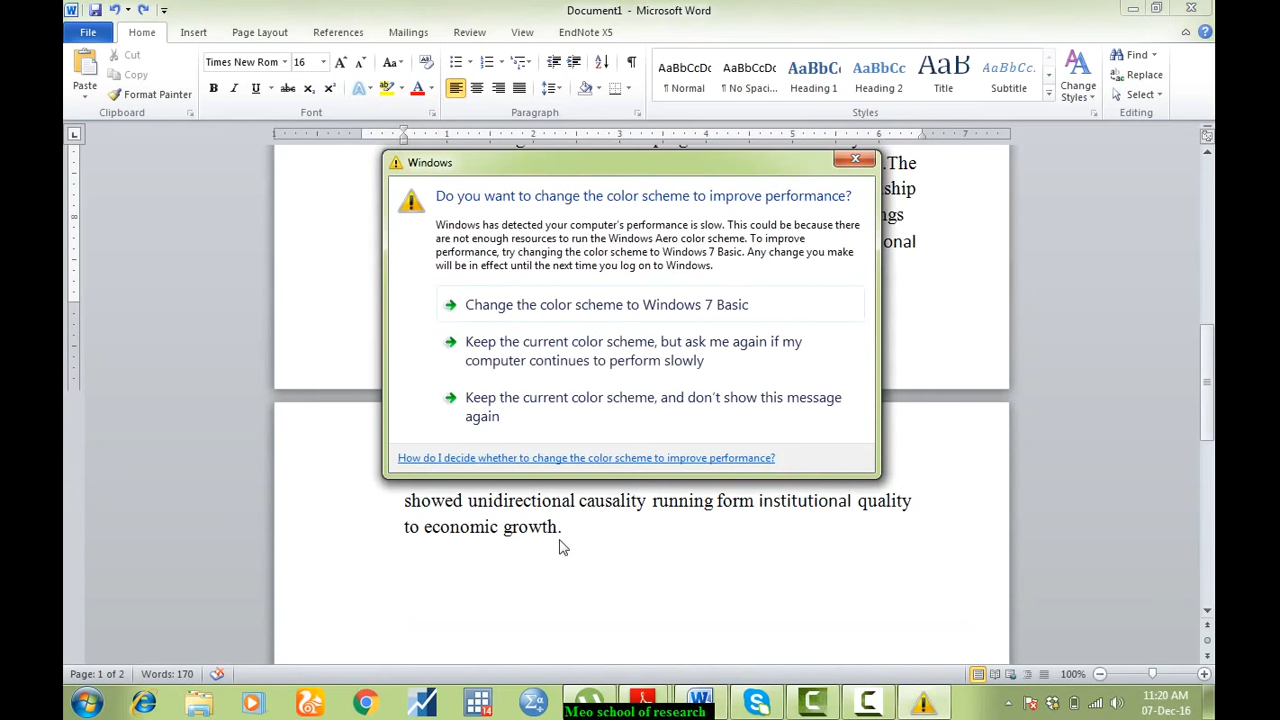 Document1 - Microsoft Word
File Home Insert Page Layout References Mailings Review View EndNote X5
Paste
Cut
Copy
Format Painter
Clipboard
Times New Rom 16
Font
Paragraph
AaBbCcDc AaBbCcDc AaBbC AaBbCc AaB AaBbCc.
¶ Normal ¶ No Spaci... Heading 1 Heading 2 Title Subtitle
Change Styles
Styles
Find
Replace
Select
Editing
1 1 2 3 4 5 6 7
.The
ship
ngs
onal
Windows
Do you want to change the color scheme to improve performance?
Windows has detected your computer's performance is slow. This could be because
there are not enough resources to run the Windows Aero color scheme. To improve
performance, try changing the color scheme to Windows 7 Basic. Any change you make
will be in effect until the next time you log on to Windows.
Change the color scheme to Windows 7 Basic
Keep the current color scheme, but ask me again if my
computer continues to perform slowly
Keep the current color scheme, and don't show this message
again
How do I decide whether to change the color scheme to improve performance?
showed unidirectional causality running form institutional quality
to economic growth.
Page: 1 of 2 Words: 170 100%
Meo school of research
11:20 AM
07-Dec-16